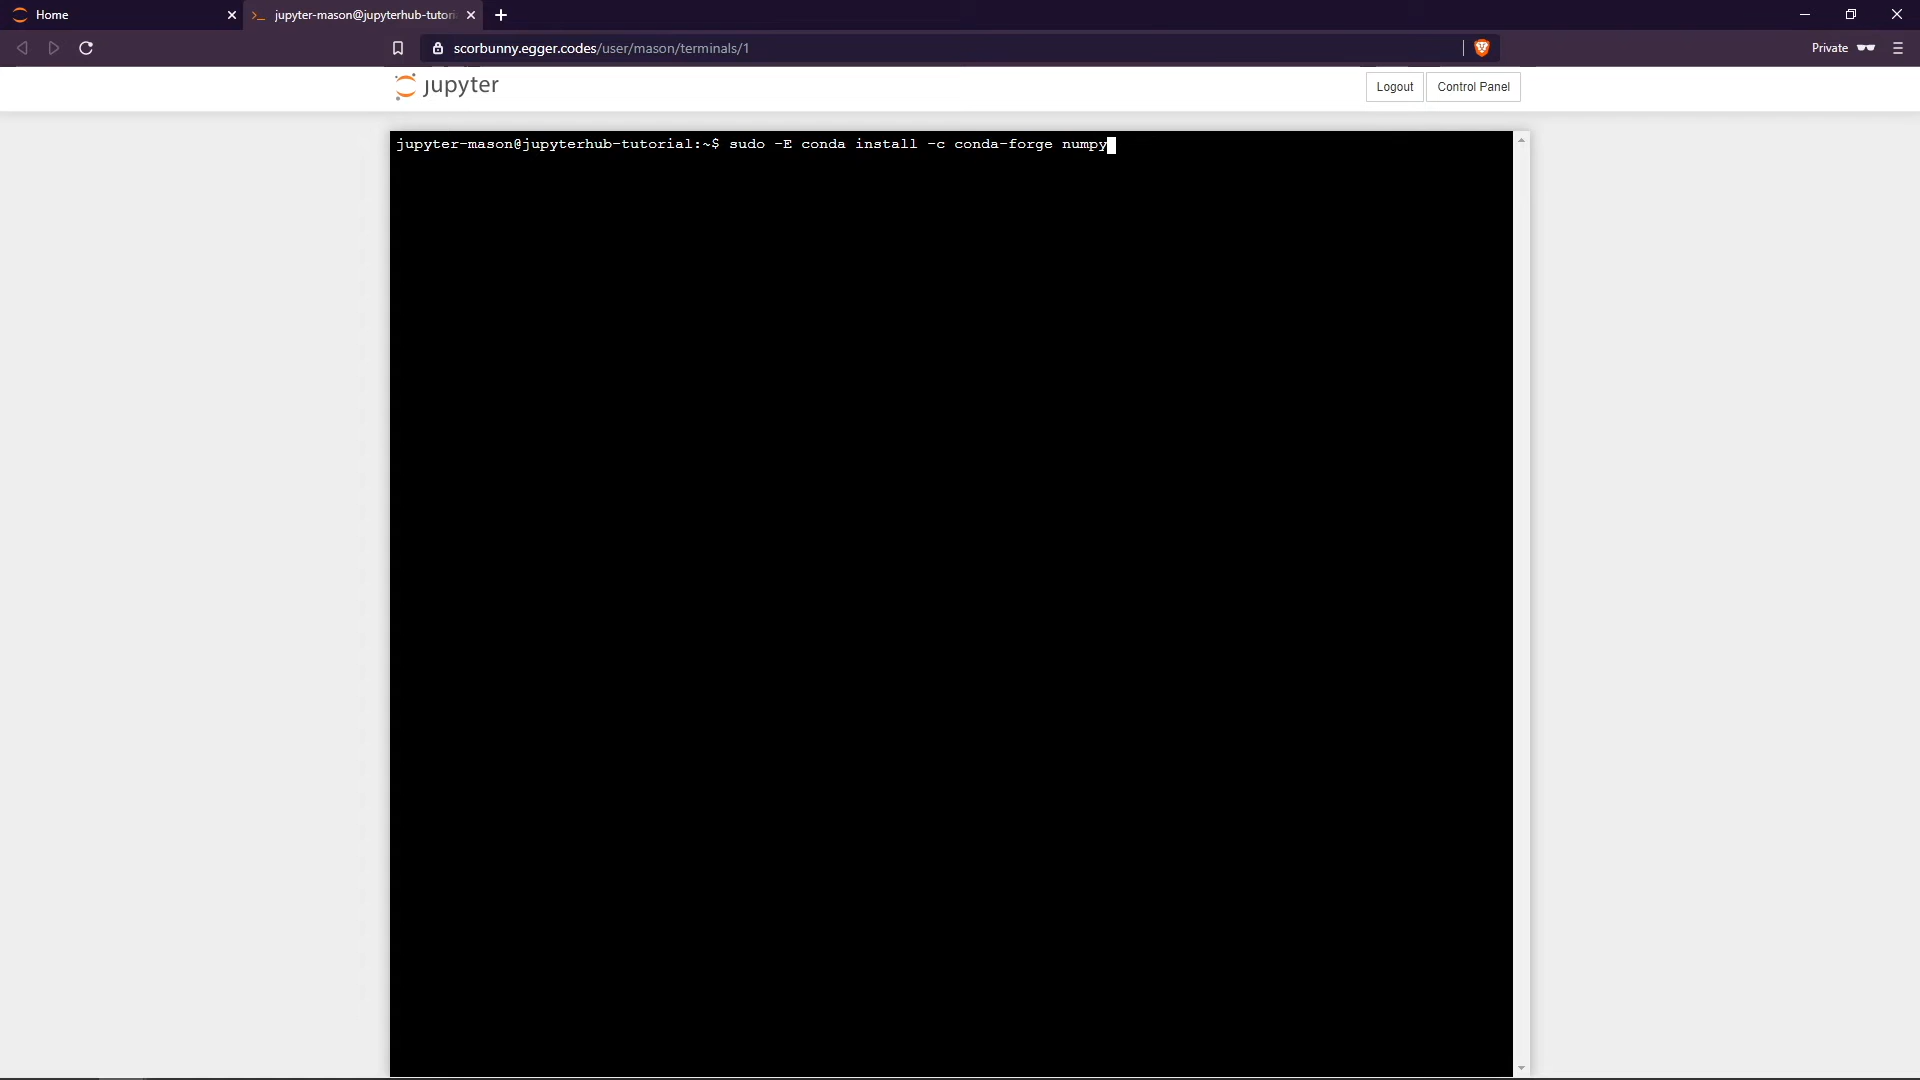 Home
jupyter-mason@jupyterhub-tutori
scorbunny.egger.codes/user/mason/terminals/1
Private
jupyter
Logout
Control Panel
jupyter-mason@jupyterhub-tutorial:~$ sudo -E conda install -c conda-forge numpy